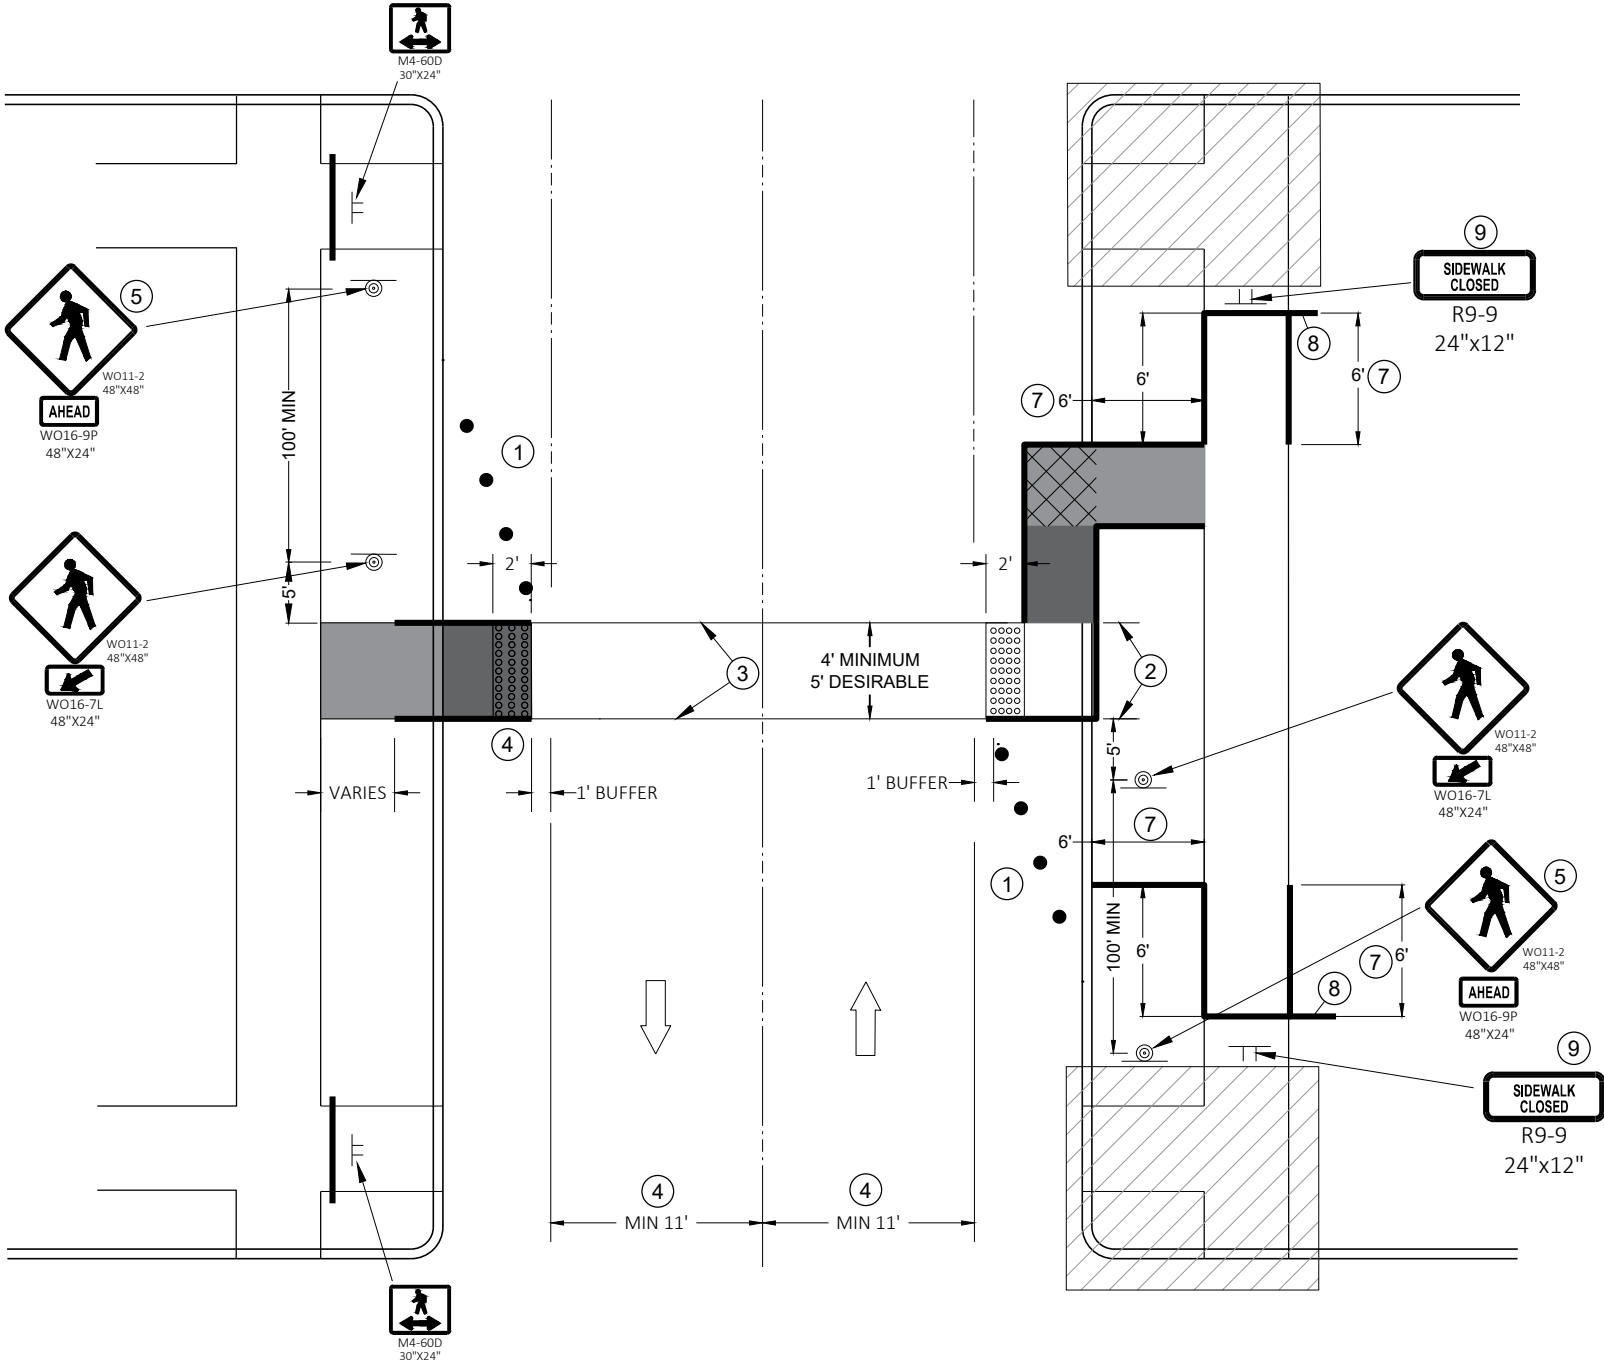 M4-60D
30"X24"
9
SIDEWALK
CLOSED
R9-9
24"x12"
5
WO11-2
48"X48"
AHEAD
WO16-9P
48"X24"
8
6'
6'
7
7
6'
100' MIN
1
2'
2'
5'
WO11-2
48"X48"
WO16-7L
48"X24"
3
4' MINIMUM
5' DESIRABLE
2
4
5'
WO11-2
48"X48"
WO16-7L
48"X24"
VARIES
1' BUFFER
1' BUFFER
7
6'
1
100' MIN
5
WO11-2
48"X48"
AHEAD
WO16-9P
48"X24"
6'
7
6'
8
9
SIDEWALK
CLOSED
R9-9
24"x12"
4
4
MIN 11'
MIN 11'
M4-60D
30"X24"